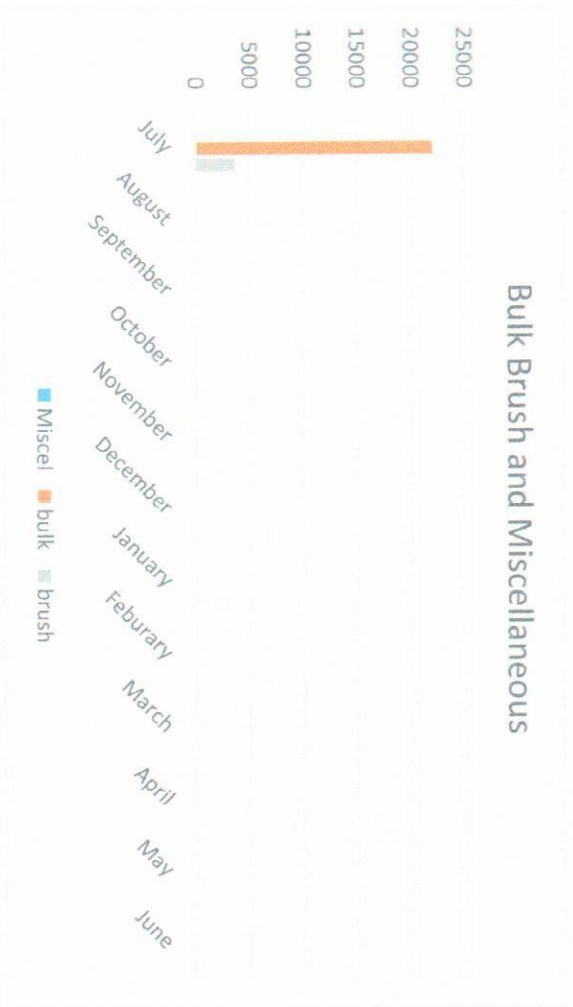 Bulk Brush and Miscellaneous
25000
20000
15000
10000
5000
0
July
August
September
October
November
December
January
Feburary
March
April
May
June
Miscel bulk brush